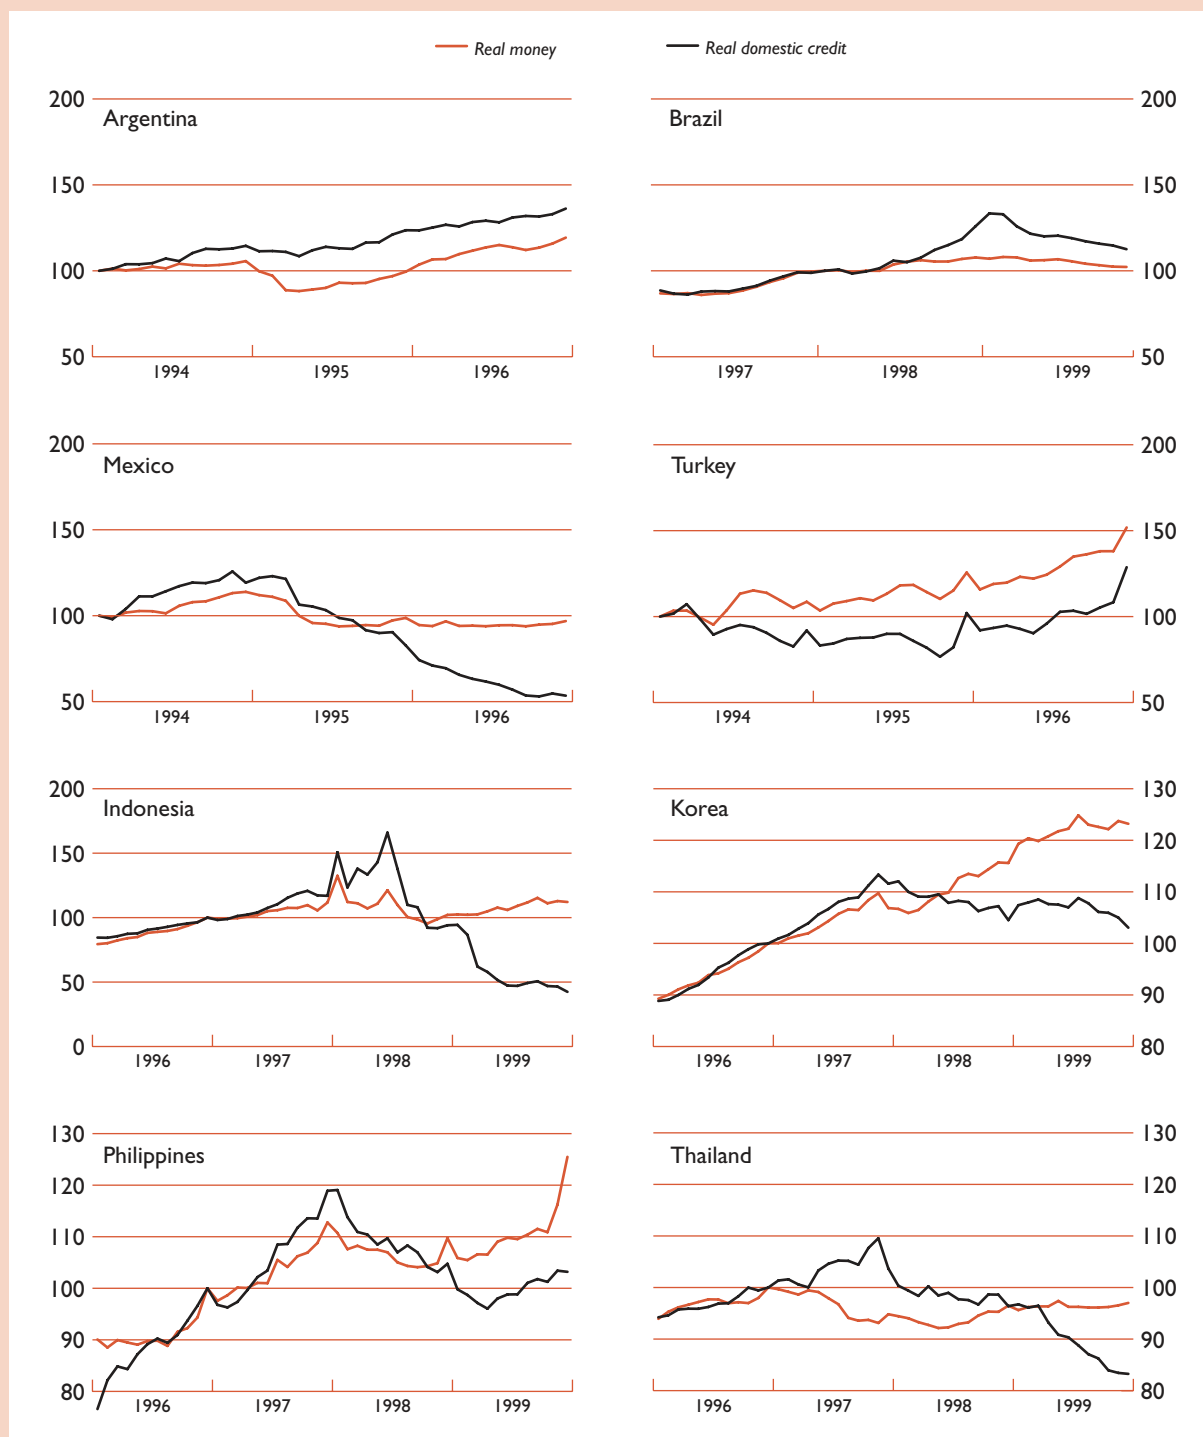 Real money Real domestic credit
200 200
Argentina Brazil
150 150
100 100
50 50
1994 1995 1996 1997 1998 1999
200 200
Mexico Turkey
150 150
100 100
50 50
1994 1995 1996 1994 1995 1996
200 130
Indonesia Korea
150 120
100 110
100
50 90
0 80
1996 1997 1998 1999 1996 1997 1998 1999
130 130
Philippines Thailand
120 120
110 110
100 100
90 90
80 80
1996 1997 1998 1999 1996 1997 1998 1999